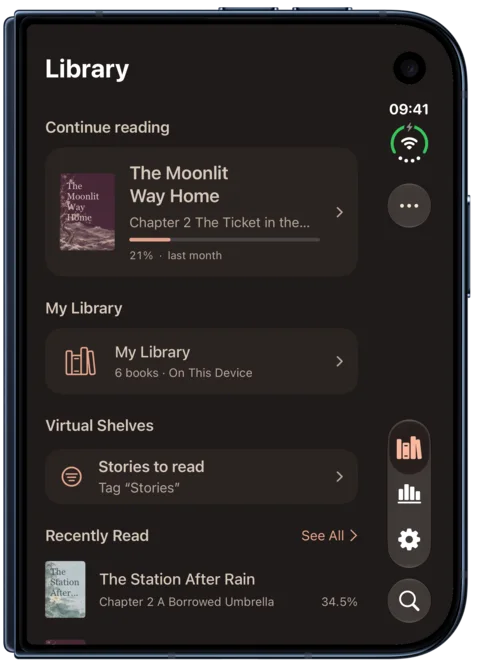 Library
09:41
Continue reading
The Moonlit
Way Home
The Moonlit
Way Home
Chapter 2 The Ticket in the...
21% · last month
My Library
My Library
6 books · On This Device
Virtual Shelves
Stories to read
Tag “Stories”
Recently Read
See All
The Station After...
The Station After Rain
Chapter 2 A Borrowed Umbrella
34.5%